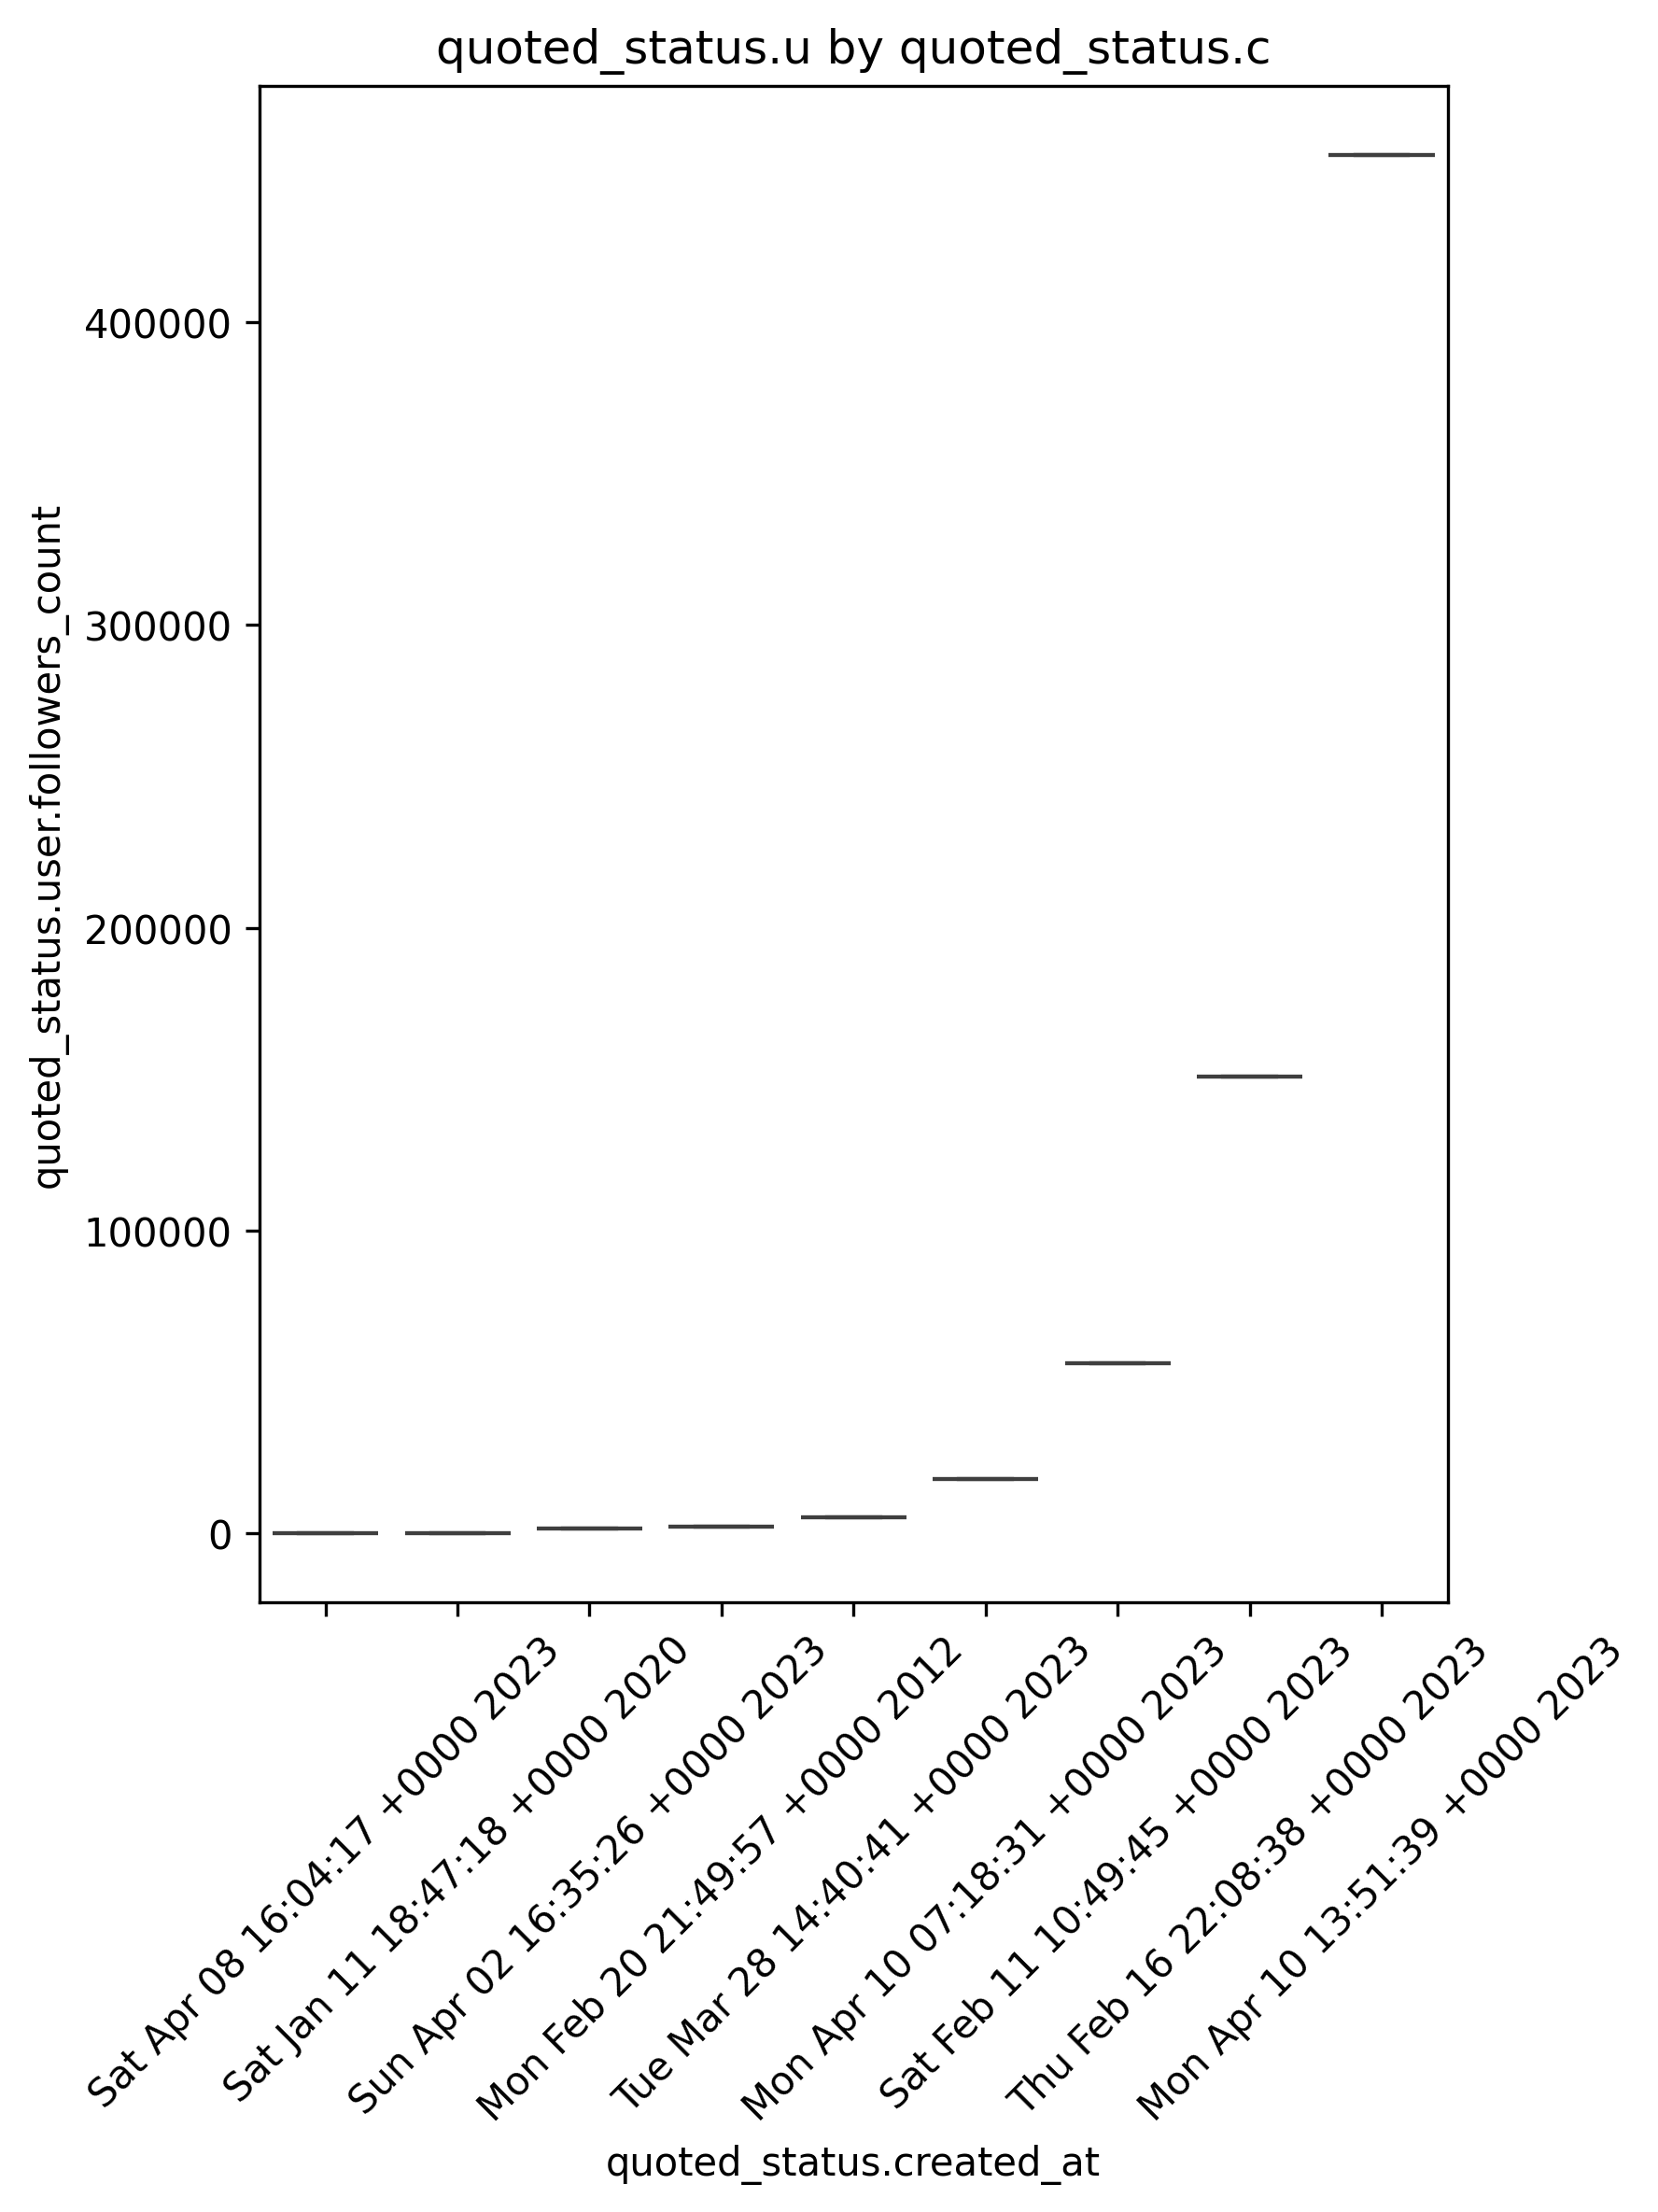 quoted_status.u by quoted_status.c
quoted_status.user.followers_count
400000
300000
200000
100000
0
Sat Apr 08 16:04:17 +0000 2023
Sat Jan 11 18:47:18 +0000 2020
Sun Apr 02 16:35:26 +0000 2023
Mon Feb 20 21:49:57 +0000 2012
Tue Mar 28 14:40:41 +0000 2023
Mon Apr 10 07:18:31 +0000 2023
Sat Feb 11 10:49:45 +0000 2023
Thu Feb 16 22:08:38 +0000 2023
Mon Apr 10 13:51:39 +0000 2023
quoted_status.created_at